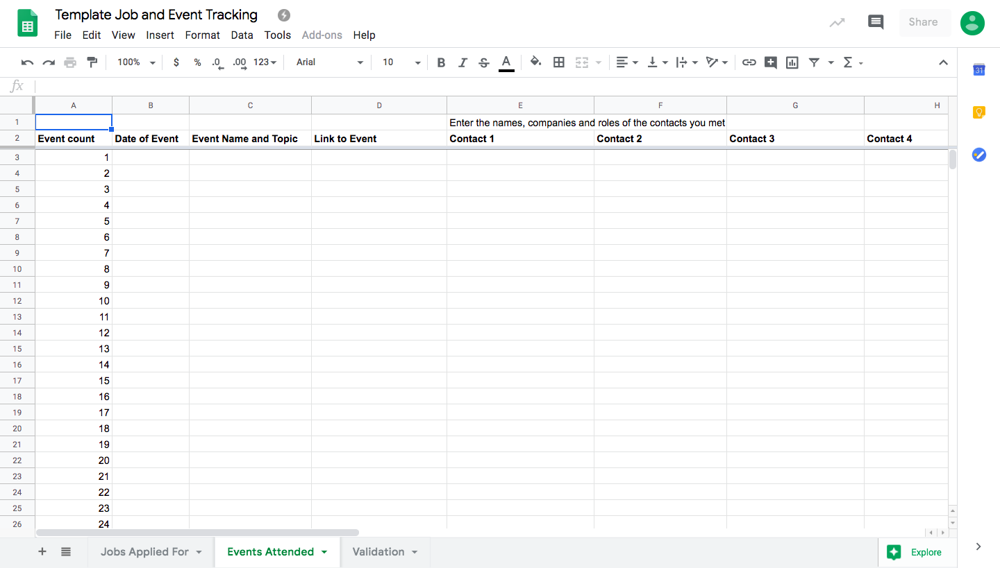 Template Job and Event Tracking
File Edit View Insert Format Data Tools Add-ons Help
Share
100% $ % .0 .00 123 Arial 10 B I S A Σ
31
fx
A B C D E F G H
1 Enter the names, companies and roles of the contacts you met
2 Event count Date of Event Event Name and Topic Link to Event Contact 1 Contact 2 Contact 3 Contact 4
3 1
4 2
5 3
6 4
7 5
8 6
9 7
10 8
11 9
12 10
13 11
14 12
15 13
16 14
17 15
18 16
19 17
20 18
21 19
22 20
23 21
24 22
25 23
26 24
+ Jobs Applied For Events Attended Validation Explore